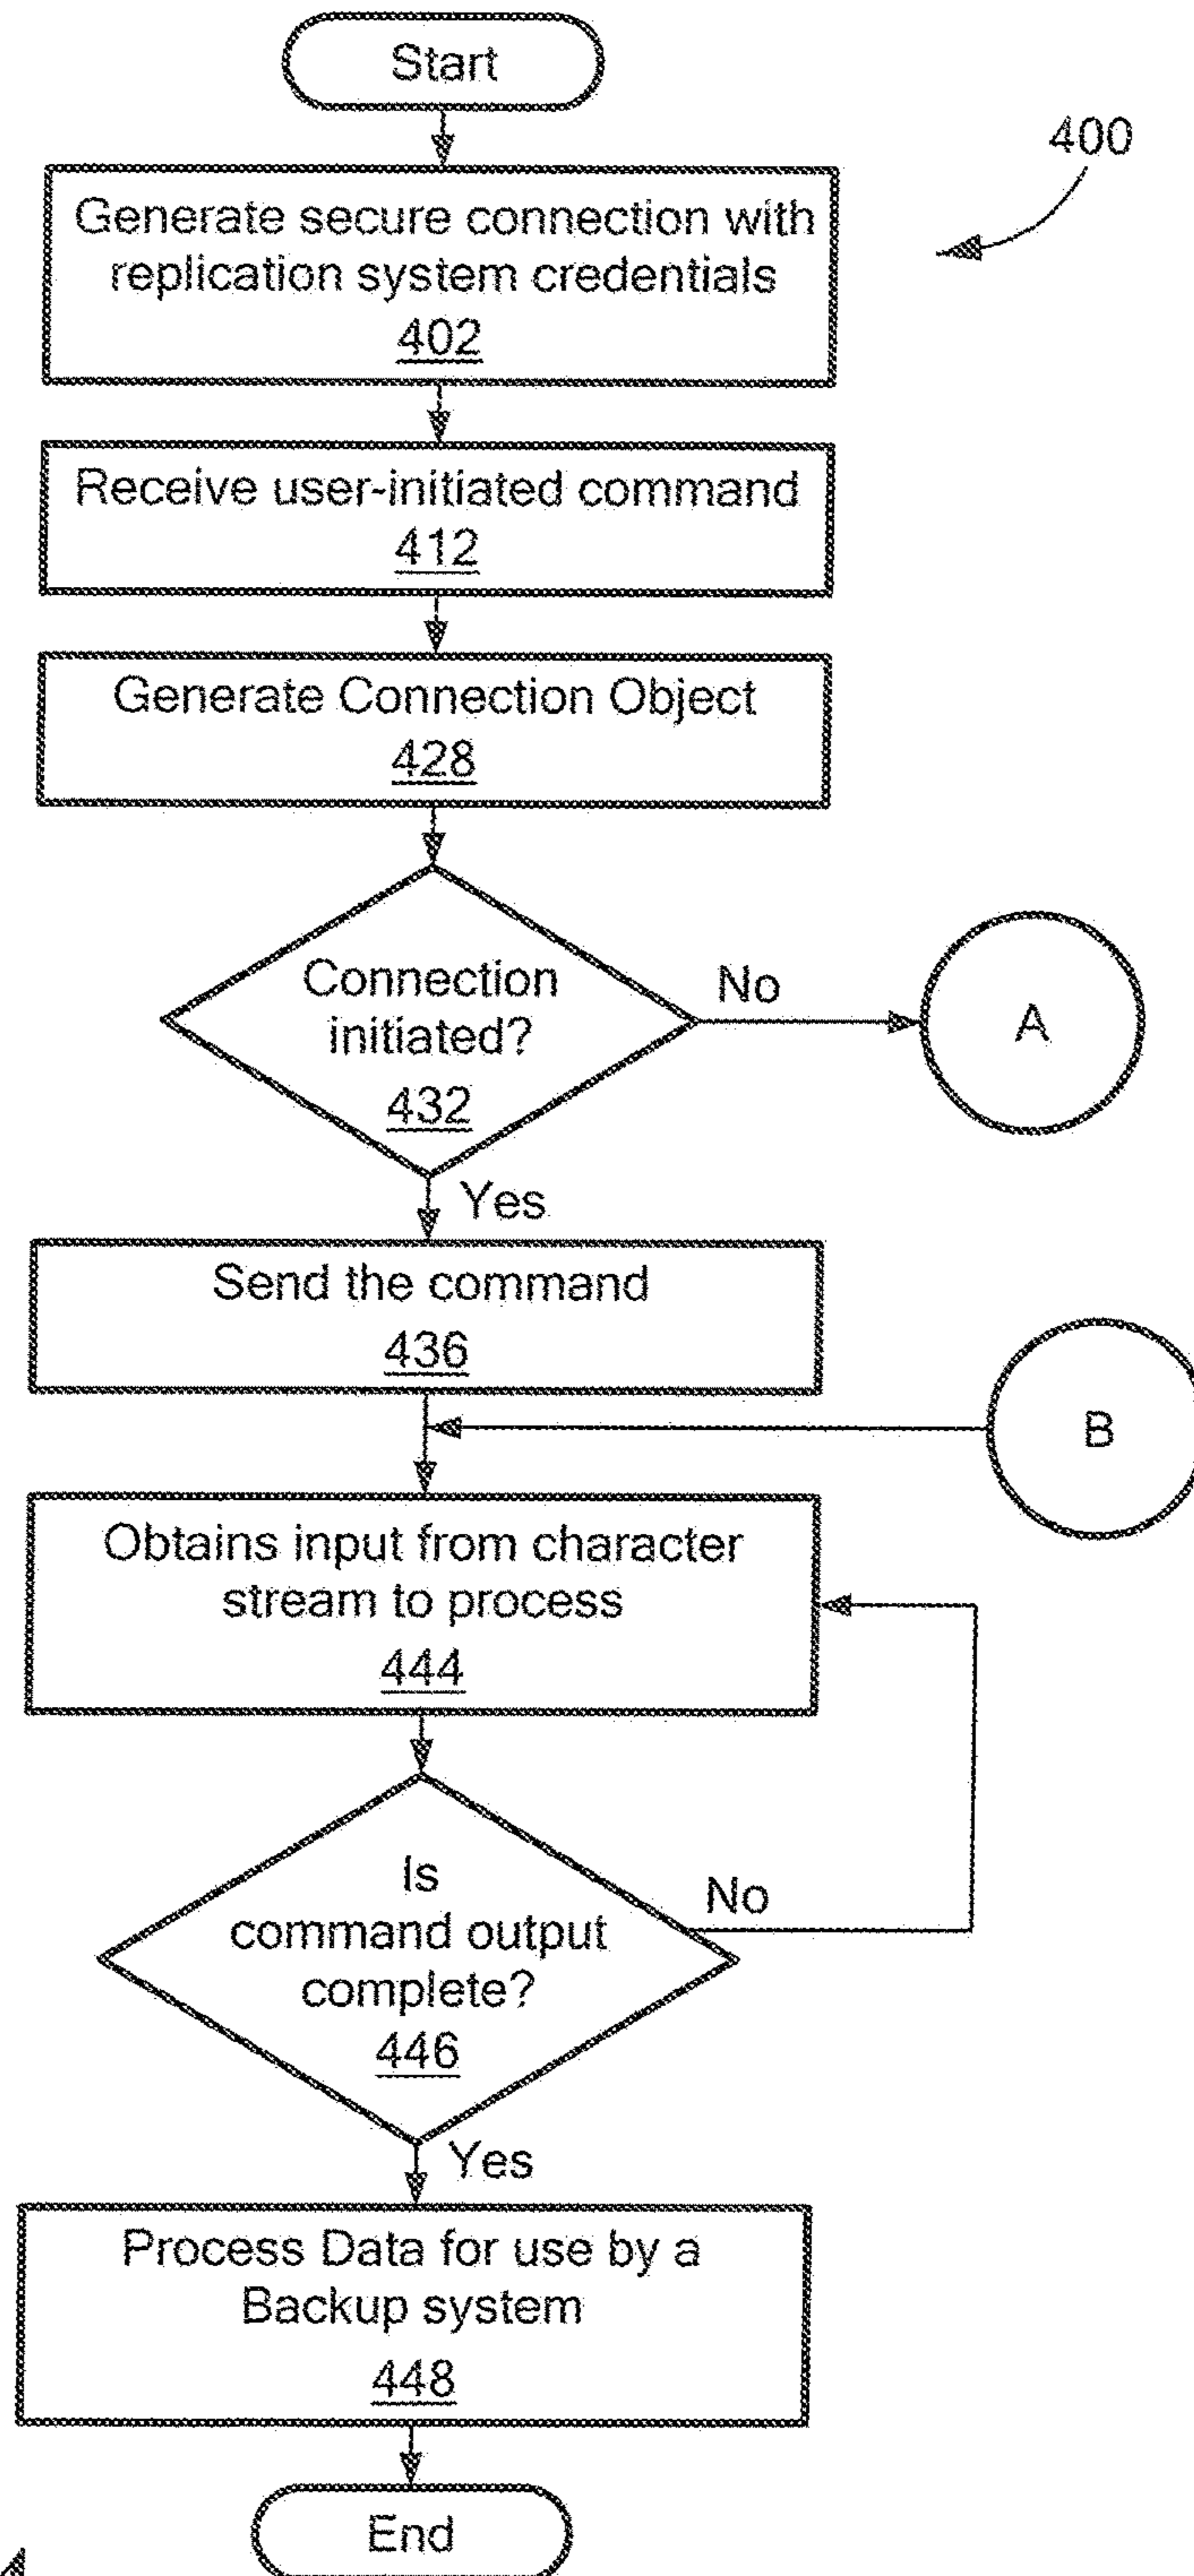 Start
400
Generate secure connection with
replication system credentials
402
Receive user-initiated command
412
Generate Connection Object
428
Connection
initiated?
432
No
A
Yes
Send the command
436
B
Obtains input from character
stream to process
444
Is
command output
complete?
446
No
Yes
Process Data for use by a
Backup system
448
End